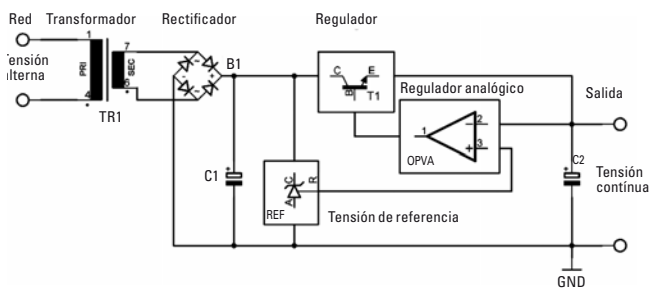 Red Transformador Rectificador Regulador
1 7 B1 C E
B T1
Regulador analógico
Tensión
alterna
PRI SEC
2
1
3
Salida
4 6
TR1
OPVA
C1
C R
A
REF
Tensión de referencia
C2
Tensión
contínua
GND